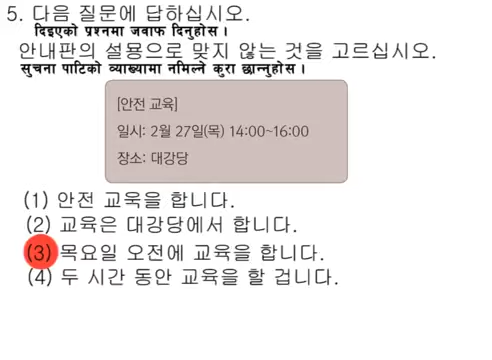 5. 다음 질문에 답하십시오.
दिइएको प्रश्नमा जवाफ दिनुहोस।
안내판의 설묭으로 맞지 않는 것을 고르십시오.
सुचना पाटिको व्याख्यामा नमिल्ने कुरा छान्नुहोस।
[안전 교육]
일시: 2월 27일(목) 14:00~16:00
장소: 대강당
(1) 안전 교육을 합니다.
(2) 교육은 대강당에서 합니다.
(3) 목요일 오전에 교육을 합니다.
(4) 두 시간 동안 교육을 할 겁니다.